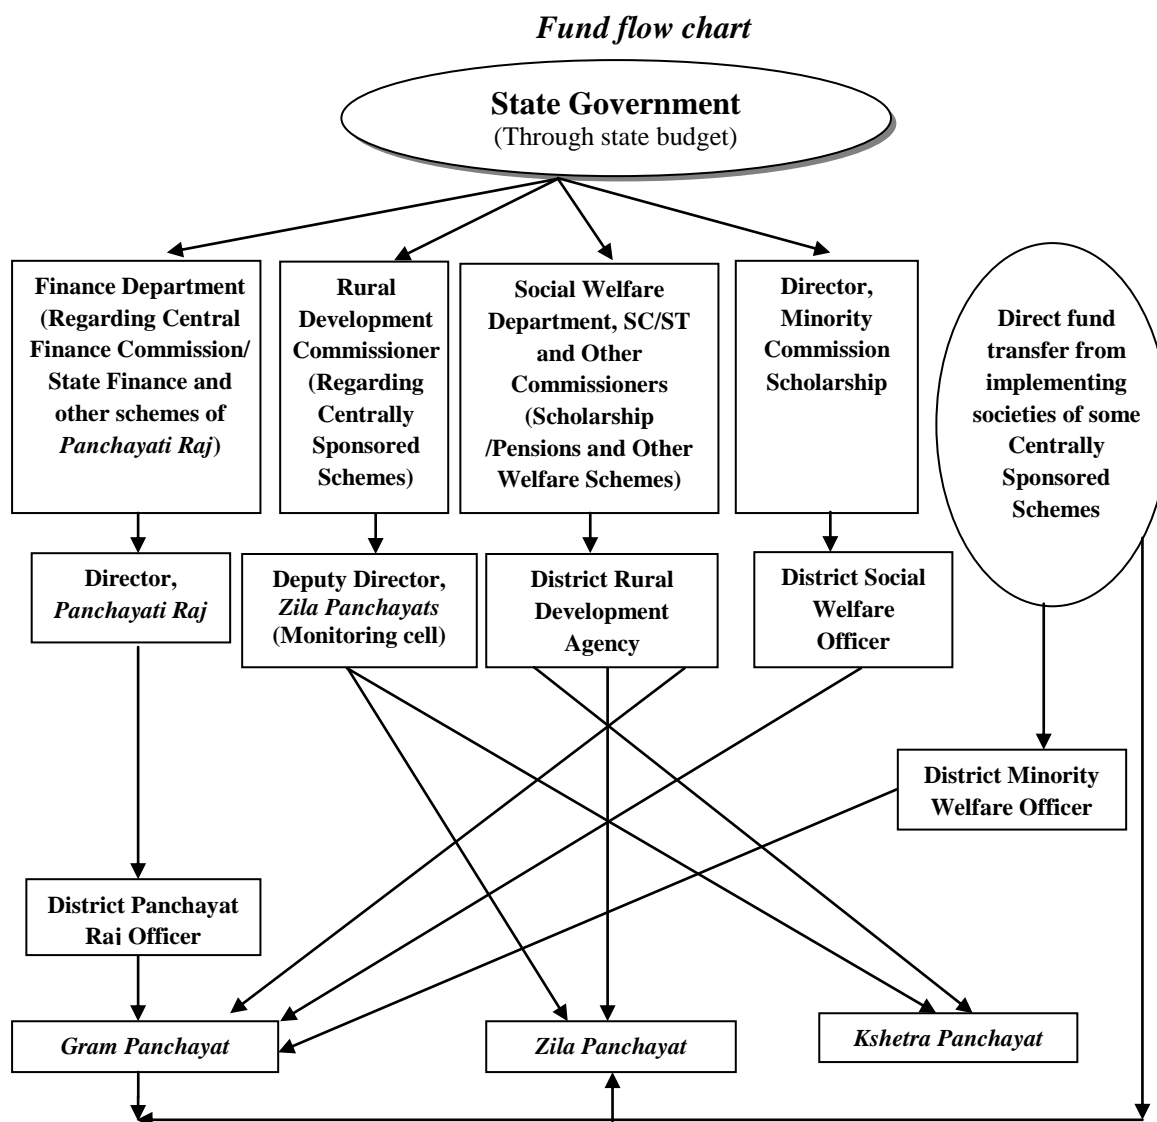 Fund flow chart
State Government
(Through state budget)
Finance Department
(Regarding Central
Finance Commission/
State Finance and
other schemes of
Panchayati Raj)
Rural
Development
Commissioner
(Regarding
Centrally
Sponsored
Schemes)
Social Welfare
Department, SC/ST
and Other
Commissioners
(Scholarship
/Pensions and Other
Welfare Schemes)
Director,
Minority
Commission
Scholarship
Direct fund
transfer from
implementing
societies of some
Centrally
Sponsored
Schemes
Director,
Panchayati Raj
Deputy Director,
Zila Panchayats
(Monitoring cell)
District Rural
Development
Agency
District Social
Welfare
Officer
District Minority
Welfare Officer
District Panchayat
Raj Officer
Gram Panchayat
Zila Panchayat
Kshetra Panchayat